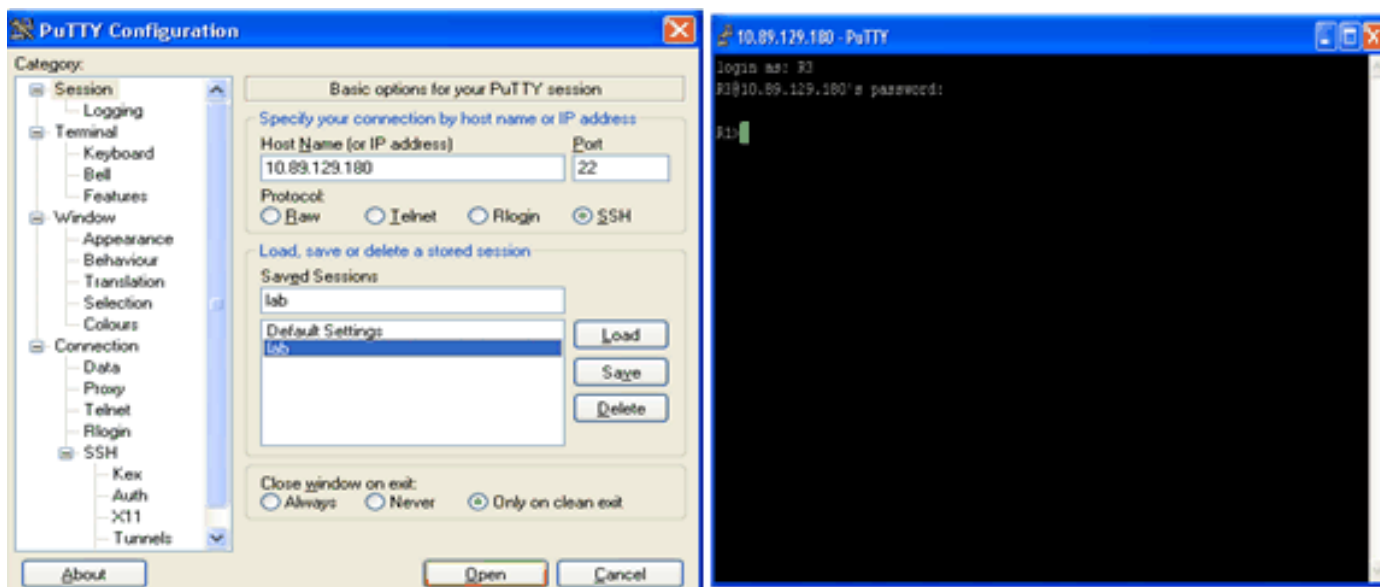 PuTTY Configuration
Category:
Session
Logging
Terminal
Keyboard
Bell
Features
Window
Appearance
Behaviour
Translation
Selection
Colours
Connection
Data
Proxy
Telnet
Rlogin
SSH
Kex
Auth
X11
Tunnels
Basic options for your PuTTY session
Specify your connection by host name or IP address
Host Name (or IP address) Port
10.89.129.180 22
Protocol:
Raw Telnet Rlogin SSH
Load, save or delete a stored session
Saved Sessions
lab
Default Settings
lab
Load
Save
Delete
Close window on exit:
Always Never Only on clean exit
About Open Cancel
10.89.129.180 - PuTTY
login as: R3
R3@10.89.129.180's password:
R1>